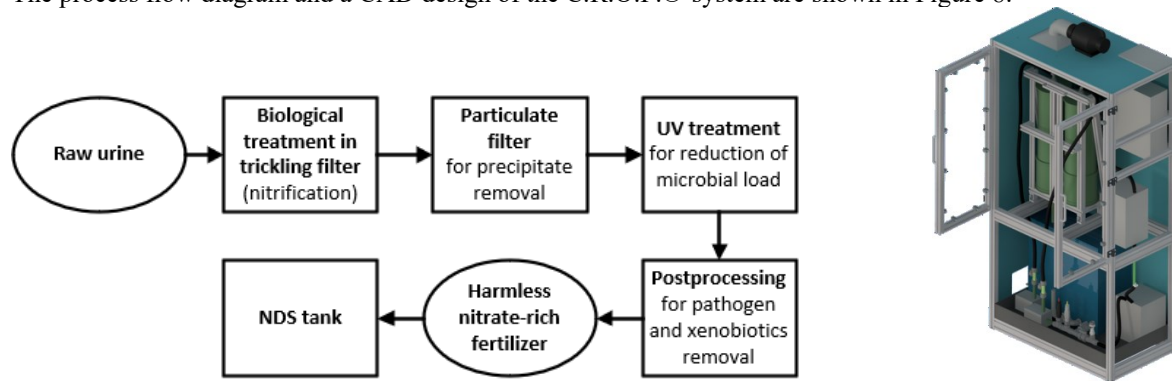 The process flow diagram and a CAD design of the C.R.O.P.® system are shown in Figure 6.
Raw urine
Biological
treatment in
trickling filter
(nitrification)
Particulate
filter
for precipitate
removal
UV treatment
for reduction of
microbial load
Postprocessing
for pathogen
and xenobiotics
removal
Harmless
nitrate-rich
fertilizer
NDS tank